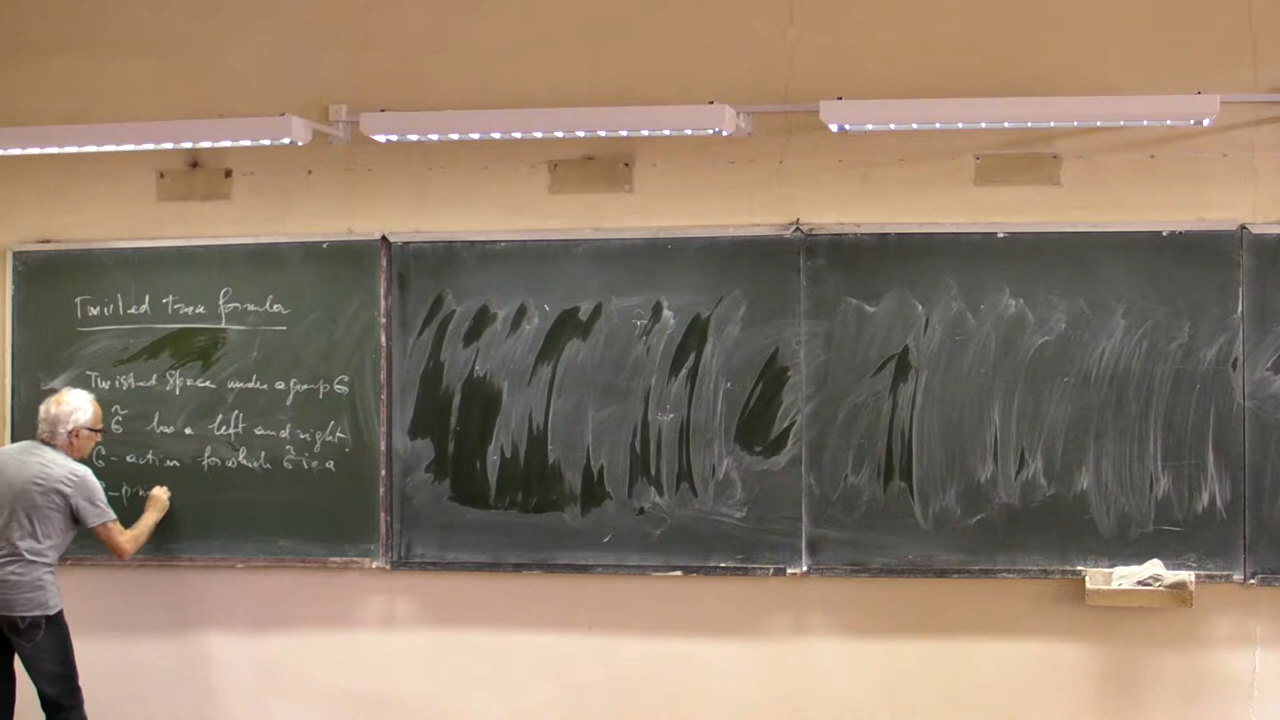 Twisted trace formula
Twisted Space under a group G
G̃ has a left and right
G-action for which G̃ is a